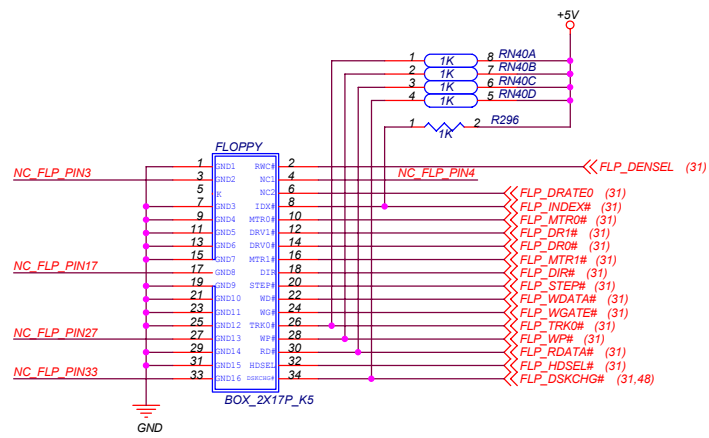 +5V
1 1K 8 RN40A
2 1K 7 RN40B
3 1K 6 RN40C
4 1K 5 RN40D
1 1K 2 R296
FLOPPY
1 GND1 RWC# 2 FLP_DENSEL (31)
NC_FLP_PIN3 3 GND2 NC1 4 NC_FLP_PIN4
5 K NC2 6 FLP_DRATE0 (31)
7 GND3 IDX# 8 FLP_INDEX# (31)
9 GND4 MTR0# 10 FLP_MTR0# (31)
11 GND5 DRV1# 12 FLP_DR1# (31)
13 GND6 DRV0# 14 FLP_DR0# (31)
15 GND7 MTR1# 16 FLP_MTR1# (31)
NC_FLP_PIN17 17 GND8 DIR 18 FLP_DIR# (31)
19 GND9 STEP# 20 FLP_STEP# (31)
21 GND10 WD# 22 FLP_WDATA# (31)
23 GND11 WG# 24 FLP_WGATE# (31)
25 GND12 TRK0# 26 FLP_TRK0# (31)
NC_FLP_PIN27 27 GND13 WP# 28 FLP_WP# (31)
29 GND14 RD# 30 FLP_RDATA# (31)
31 GND15 HDSEL 32 FLP_HDSEL# (31)
NC_FLP_PIN33 33 GND16 DSKCHG# 34 FLP_DSKCHG# (31,48)
BOX_2X17P_K5
GND